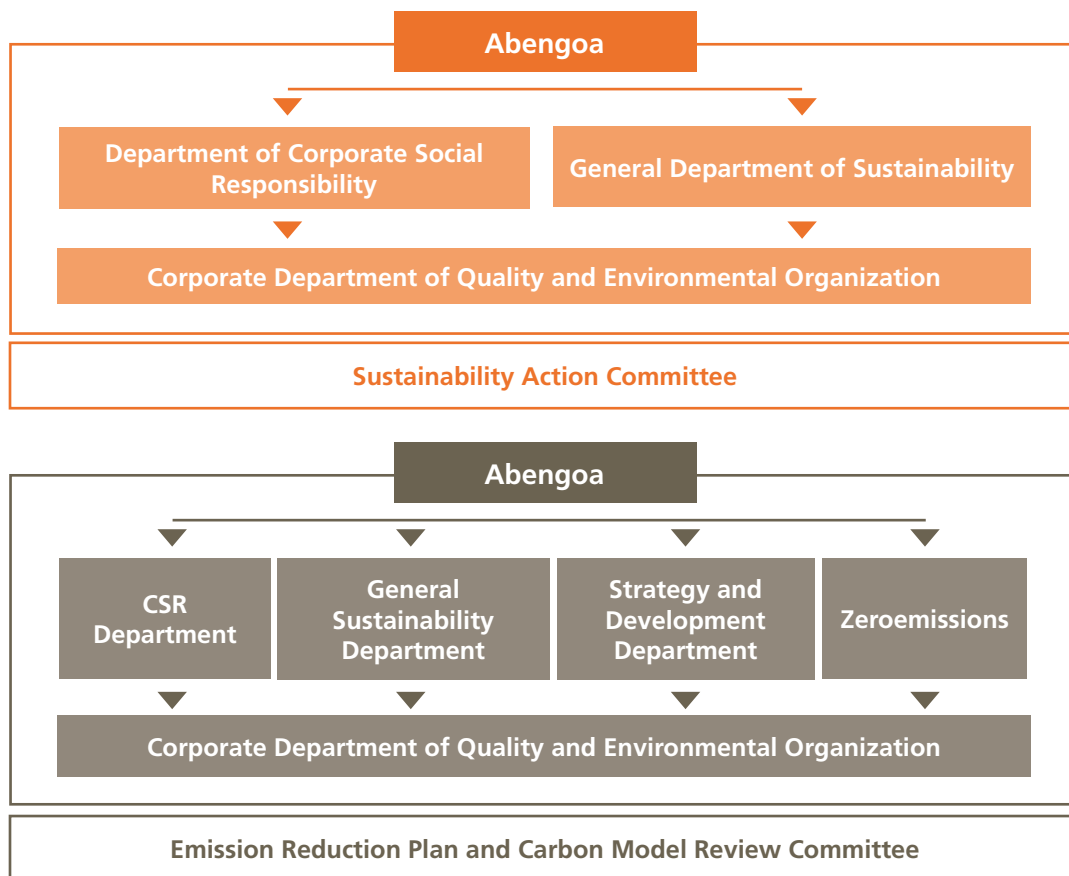 Abengoa
Department of Corporate Social
Responsibility
General Department of Sustainability
Corporate Department of Quality and Environmental Organization
Sustainability Action Committee
Abengoa
CSR
Department
General
Sustainability
Department
Strategy and
Development
Department
Zeroemissions
Corporate Department of Quality and Environmental Organization
Emission Reduction Plan and Carbon Model Review Committee